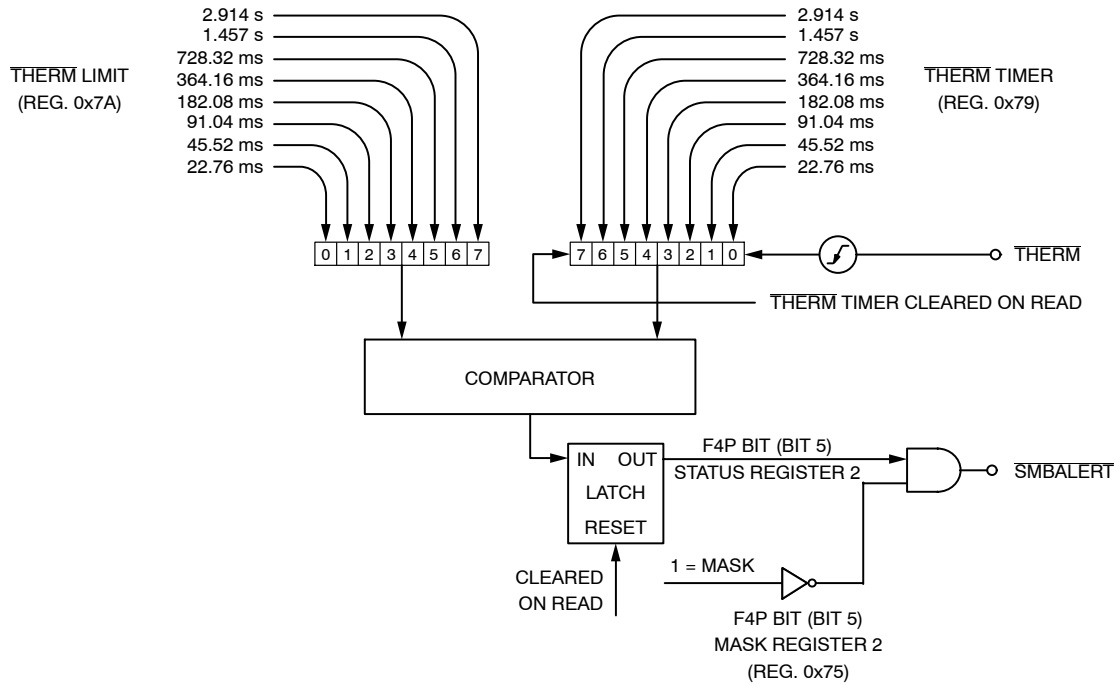 2.914 s
1.457 s
728.32 ms
364.16 ms
182.08 ms
91.04 ms
45.52 ms
22.76 ms
THERM LIMIT
(REG. 0x7A)
2.914 s
1.457 s
728.32 ms
364.16 ms
182.08 ms
91.04 ms
45.52 ms
22.76 ms
THERM TIMER
(REG. 0x79)
0 1 2 3 4 5 6 7
7 6 5 4 3 2 1 0
THERM
THERM TIMER CLEARED ON READ
COMPARATOR
IN OUT
LATCH
RESET
F4P BIT (BIT 5)
STATUS REGISTER 2
SMBALERT
CLEARED
ON READ
1 = MASK
F4P BIT (BIT 5)
MASK REGISTER 2
(REG. 0x75)